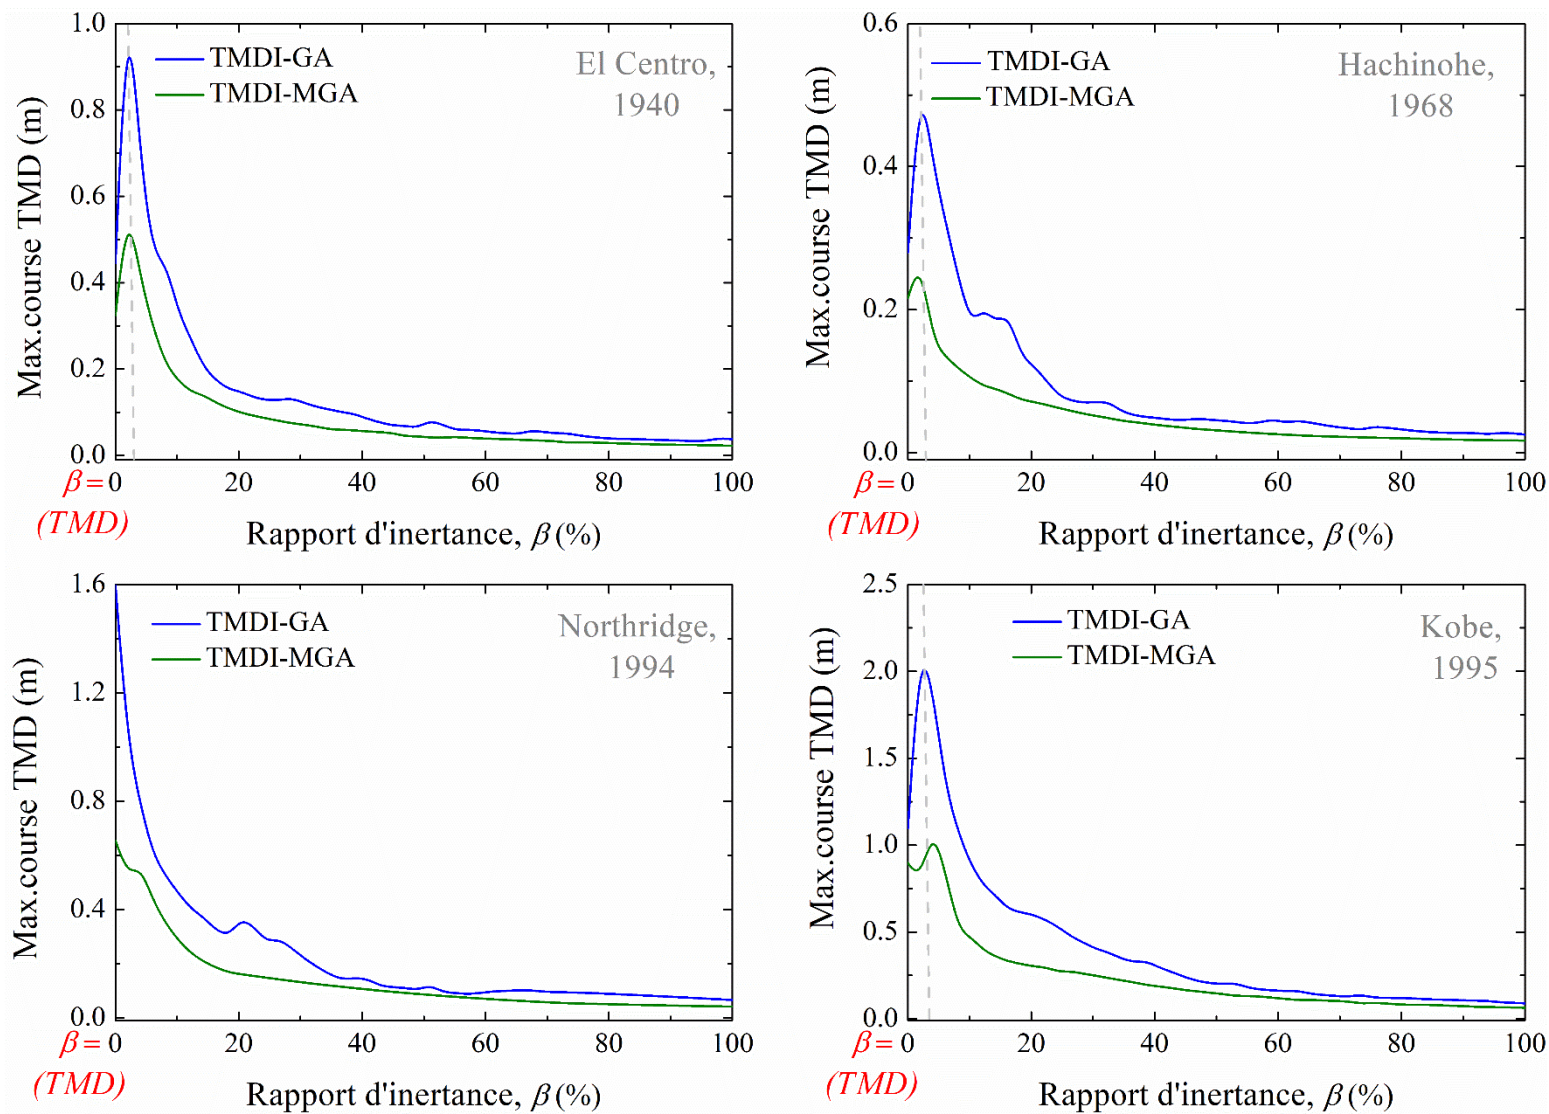 TMDI-GA
TMDI-MGA
El Centro,
1940
Max.course TMD (m)
1.0
0.8
0.6
0.4
0.2
0.0
β = 0 20 40 60 80 100
(TMD)
Rapport d'inertance, β (%)
TMDI-GA
TMDI-MGA
Hachinohe,
1968
Max.course TMD (m)
0.6
0.4
0.2
0.0
β = 0 20 40 60 80 100
(TMD)
Rapport d'inertance, β (%)
TMDI-GA
TMDI-MGA
Northridge,
1994
Max.course TMD (m)
1.6
1.2
0.8
0.4
0.0
β = 0 20 40 60 80 100
(TMD)
Rapport d'inertance, β (%)
TMDI-GA
TMDI-MGA
Kobe,
1995
Max.course TMD (m)
2.5
2.0
1.5
1.0
0.5
0.0
β = 0 20 40 60 80 100
(TMD)
Rapport d'inertance, β (%)